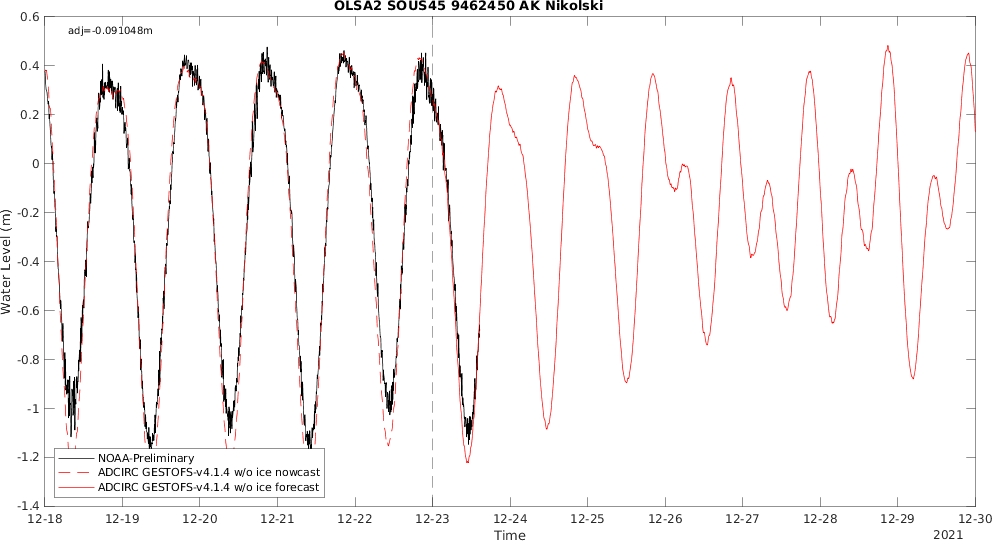 OLSA2 SOUS45 9462450 AK Nikolski
adj=-0.091048m
0.6
0.4
0.2
0
-0.2
-0.4
-0.6
-0.8
-1
-1.2
-1.4
Water Level (m)
NOAA-Preliminary
ADCIRC GESTOFS-v4.1.4 w/o ice nowcast
ADCIRC GESTOFS-v4.1.4 w/o ice forecast
12-18 12-19 12-20 12-21 12-22 12-23 12-24 12-25 12-26 12-27 12-28 12-29 12-30
Time
2021